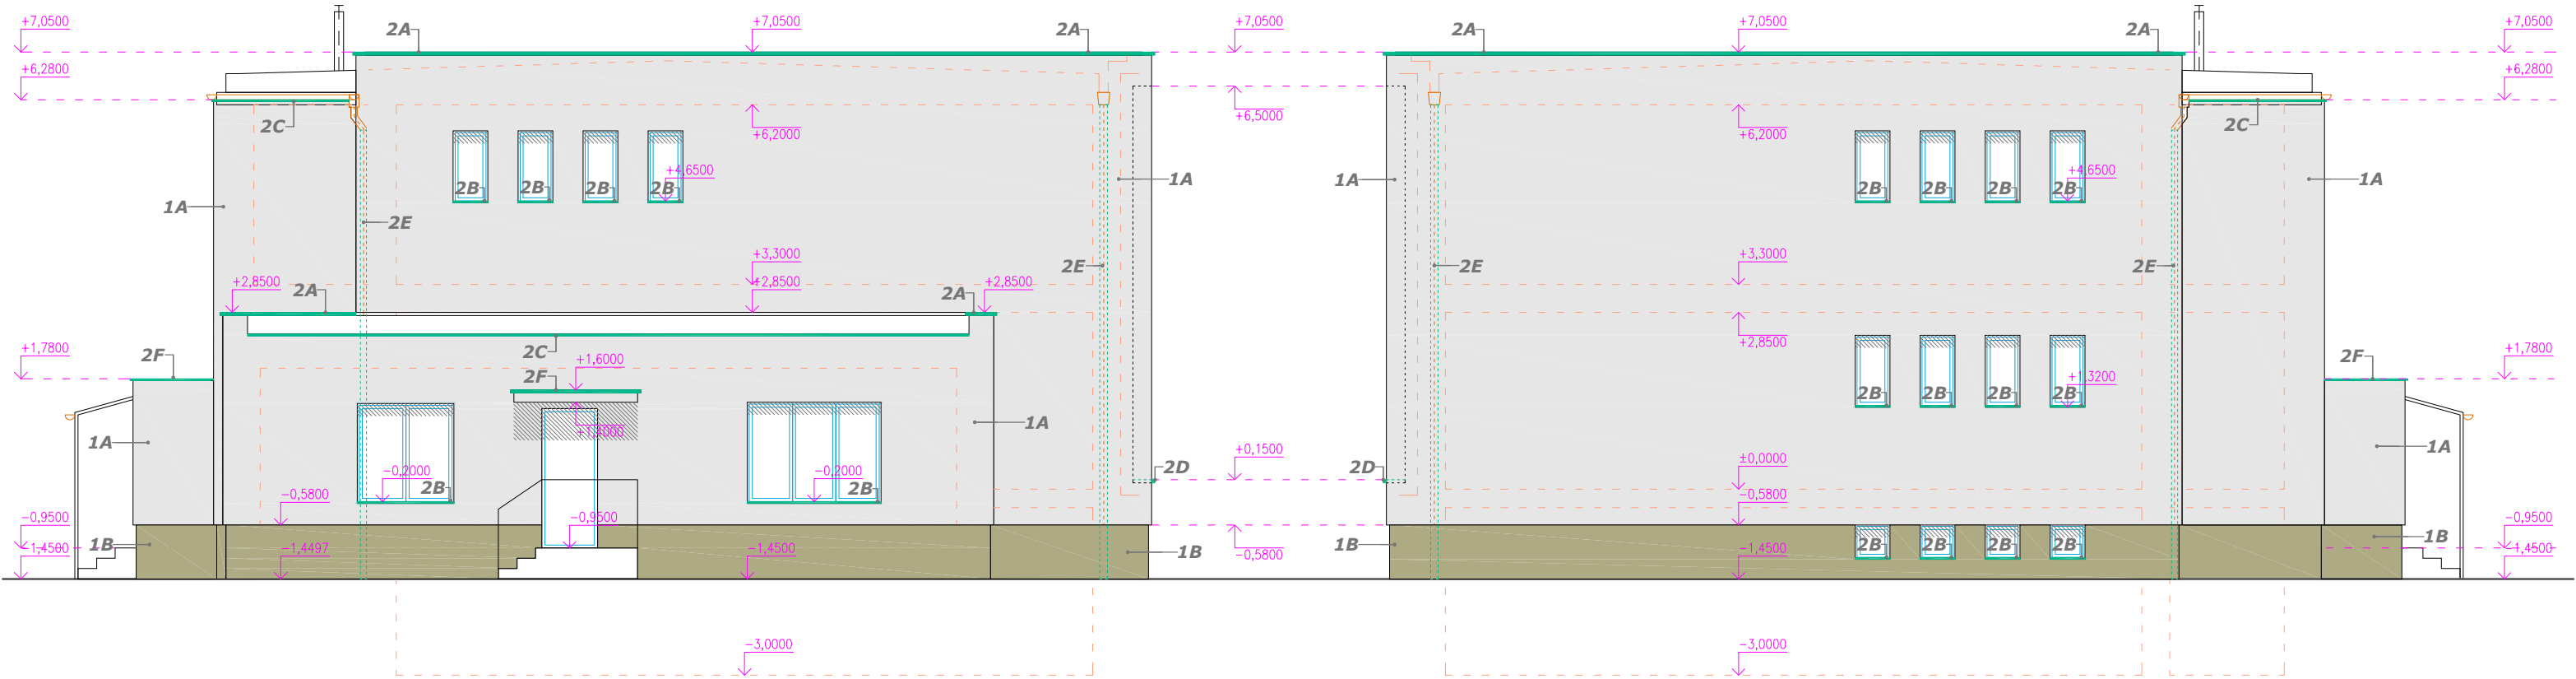 +7,0500
2A
+7,0500
2A
+7,0500
2A
+7,0500
2A
+7,0500
+6,2800
+6,2800
2C
+6,2000
+6,5000
+6,2000
2C
2B
2B
2B
2B
+4,6500
1A
1A
2B
2B
2B
2B
+4,6500
1A
1A
2E
+3,3000
2E
2E
+3,3000
2E
+2,8500
2A
+2,8500
2A
+2,8500
+2,8500
+1,7800
2F
2C
+1,6000
2F
2F
+1,7800
2B
2B
2B
2B
+1,3200
1A
+1,4000
1A
1A
-0,2000
2B
-0,2000
2B
+0,1500
2D
2D
±0,0000
-0,5800
-0,5800
-0,9500
-0,9500
-0,9500
1B
-1,4500
-1,4497
-1,4500
1B
-0,5800
1B
-1,4500
2B
2B
2B
2B
1B
-1,4500
-3,0000
-3,0000